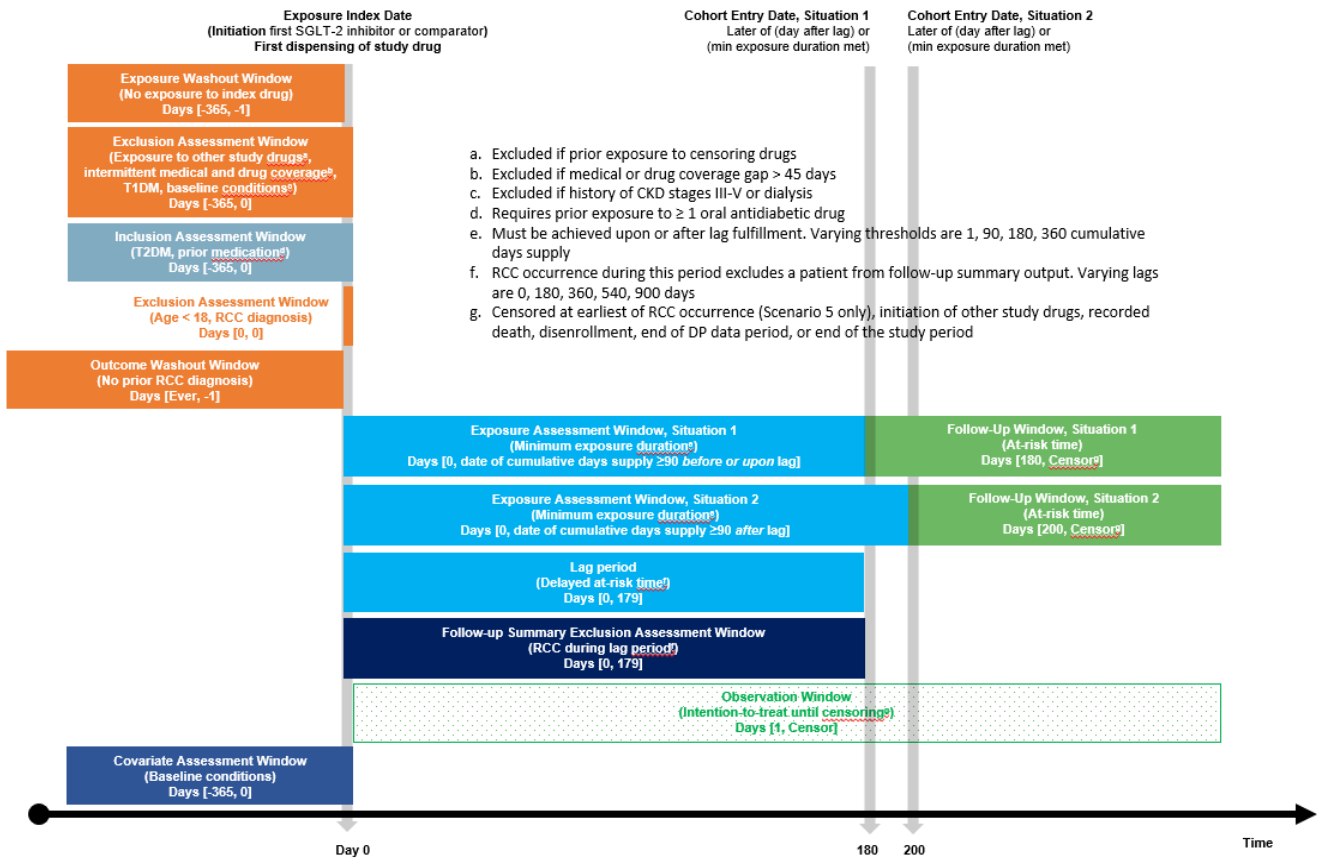 Exposure Index Date
(Initiation first SGLT-2 inhibitor or comparator)
First dispensing of study drug
Cohort Entry Date, Situation 1
Later of (day after lag) or
(min exposure duration met)
Cohort Entry Date, Situation 2
Later of (day after lag) or
(min exposure duration met)
Exposure Washout Window
(No exposure to index drug)
Days [-365, -1]
Exclusion Assessment Window
(Exposure to other study drugsᵃ,
intermittent medical and drug coverageᵇ,
T1DM, baseline conditionsᶜ)
Days [-365, 0]
Inclusion Assessment Window
(T2DM, prior medicationᵈ)
Days [-365, 0]
Exclusion Assessment Window
(Age < 18, RCC diagnosis)
Days [0, 0]
Outcome Washout Window
(No prior RCC diagnosis)
Days [Ever, -1]
a. Excluded if prior exposure to censoring drugs
b. Excluded if medical or drug coverage gap > 45 days
c. Excluded if history of CKD stages III-V or dialysis
d. Requires prior exposure to ≥ 1 oral antidiabetic drug
e. Must be achieved upon or after lag fulfillment. Varying thresholds are 1, 90, 180, 360 cumulative
days supply
f. RCC occurrence during this period excludes a patient from follow-up summary output. Varying lags
are 0, 180, 360, 540, 900 days
g. Censored at earliest of RCC occurrence (Scenario 5 only), initiation of other study drugs, recorded
death, disenrollment, end of DP data period, or end of the study period
Exposure Assessment Window, Situation 1
(Minimum exposure durationᵉ)
Days [0, date of cumulative days supply ≥90 before or upon lag]
Follow-Up Window, Situation 1
(At-risk time)
Days [180, Censorᵍ]
Exposure Assessment Window, Situation 2
(Minimum exposure durationᵉ)
Days [0, date of cumulative days supply ≥90 after lag]
Follow-Up Window, Situation 2
(At-risk time)
Days [200, Censorᵍ]
Lag period
(Delayed at-risk timeᶠ)
Days [0, 179]
Follow-up Summary Exclusion Assessment Window
(RCC during lag periodᶠ)
Days [0, 179]
Observation Window
(Intention-to-treat until censoringᵍ)
Days [1, Censor]
Covariate Assessment Window
(Baseline conditions)
Days [-365, 0]
Day 0
180
200
Time